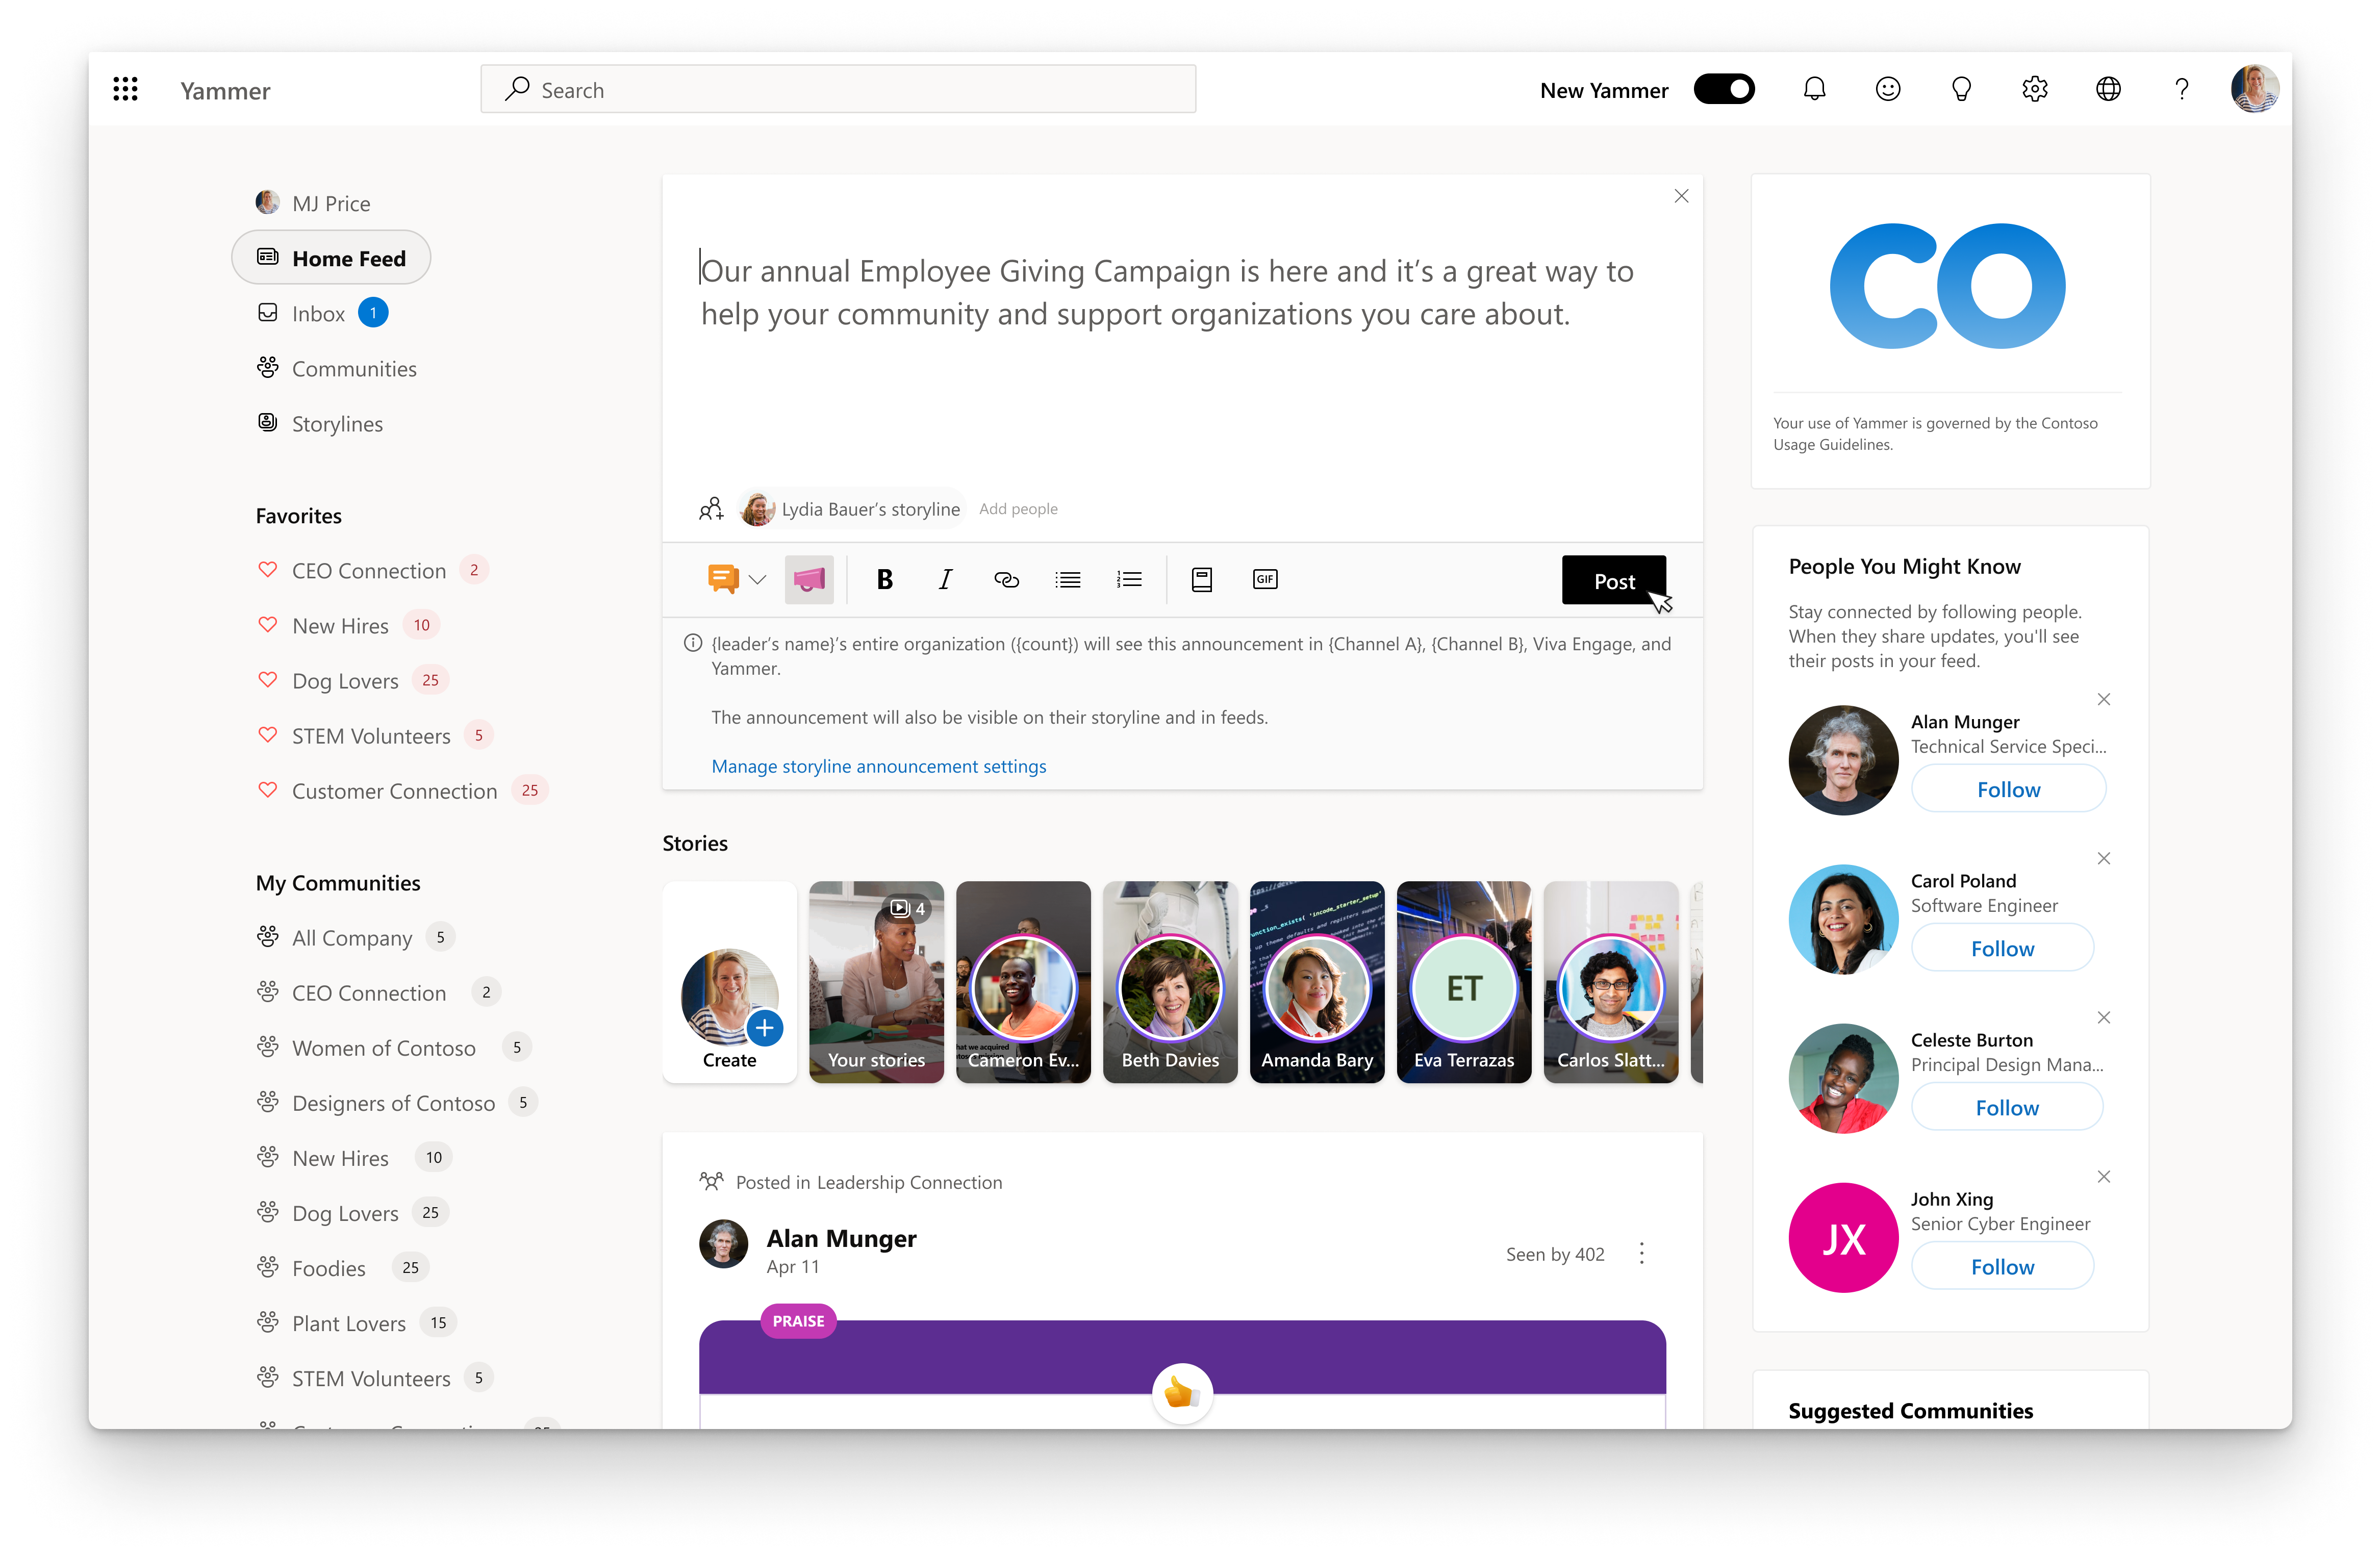 Yammer
Search
New Yammer
MJ Price
Home Feed
Inbox 1
Communities
Storylines
Favorites
CEO Connection 2
New Hires 10
Dog Lovers 25
STEM Volunteers 5
Customer Connection 25
My Communities
All Company 5
CEO Connection 2
Women of Contoso 5
Designers of Contoso 5
New Hires 10
Dog Lovers 25
Foodies 25
Plant Lovers 15
STEM Volunteers 5
Our annual Employee Giving Campaign is here and it’s a great way to
help your community and support organizations you care about.
Lydia Bauer’s storyline Add people
B I GIF Post
{leader’s name}’s entire organization ({count}) will see this announcement in {Channel A}, {Channel B}, Viva Engage, and
Yammer.
The announcement will also be visible on their storyline and in feeds.
Manage storyline announcement settings
Stories
4
ET
hat we acquired
Create
Your stories
Cameron Ev...
Beth Davies
Amanda Bary
Eva Terrazas
Carlos Slatt...
Posted in Leadership Connection
Alan Munger
Apr 11
Seen by 402
PRAISE
CO
Your use of Yammer is governed by the Contoso
Usage Guidelines.
People You Might Know
Stay connected by following people.
When they share updates, you'll see
their posts in your feed.
Alan Munger
Technical Service Speci...
Follow
Carol Poland
Software Engineer
Follow
Celeste Burton
Principal Design Mana...
Follow
JX
John Xing
Senior Cyber Engineer
Follow
Suggested Communities